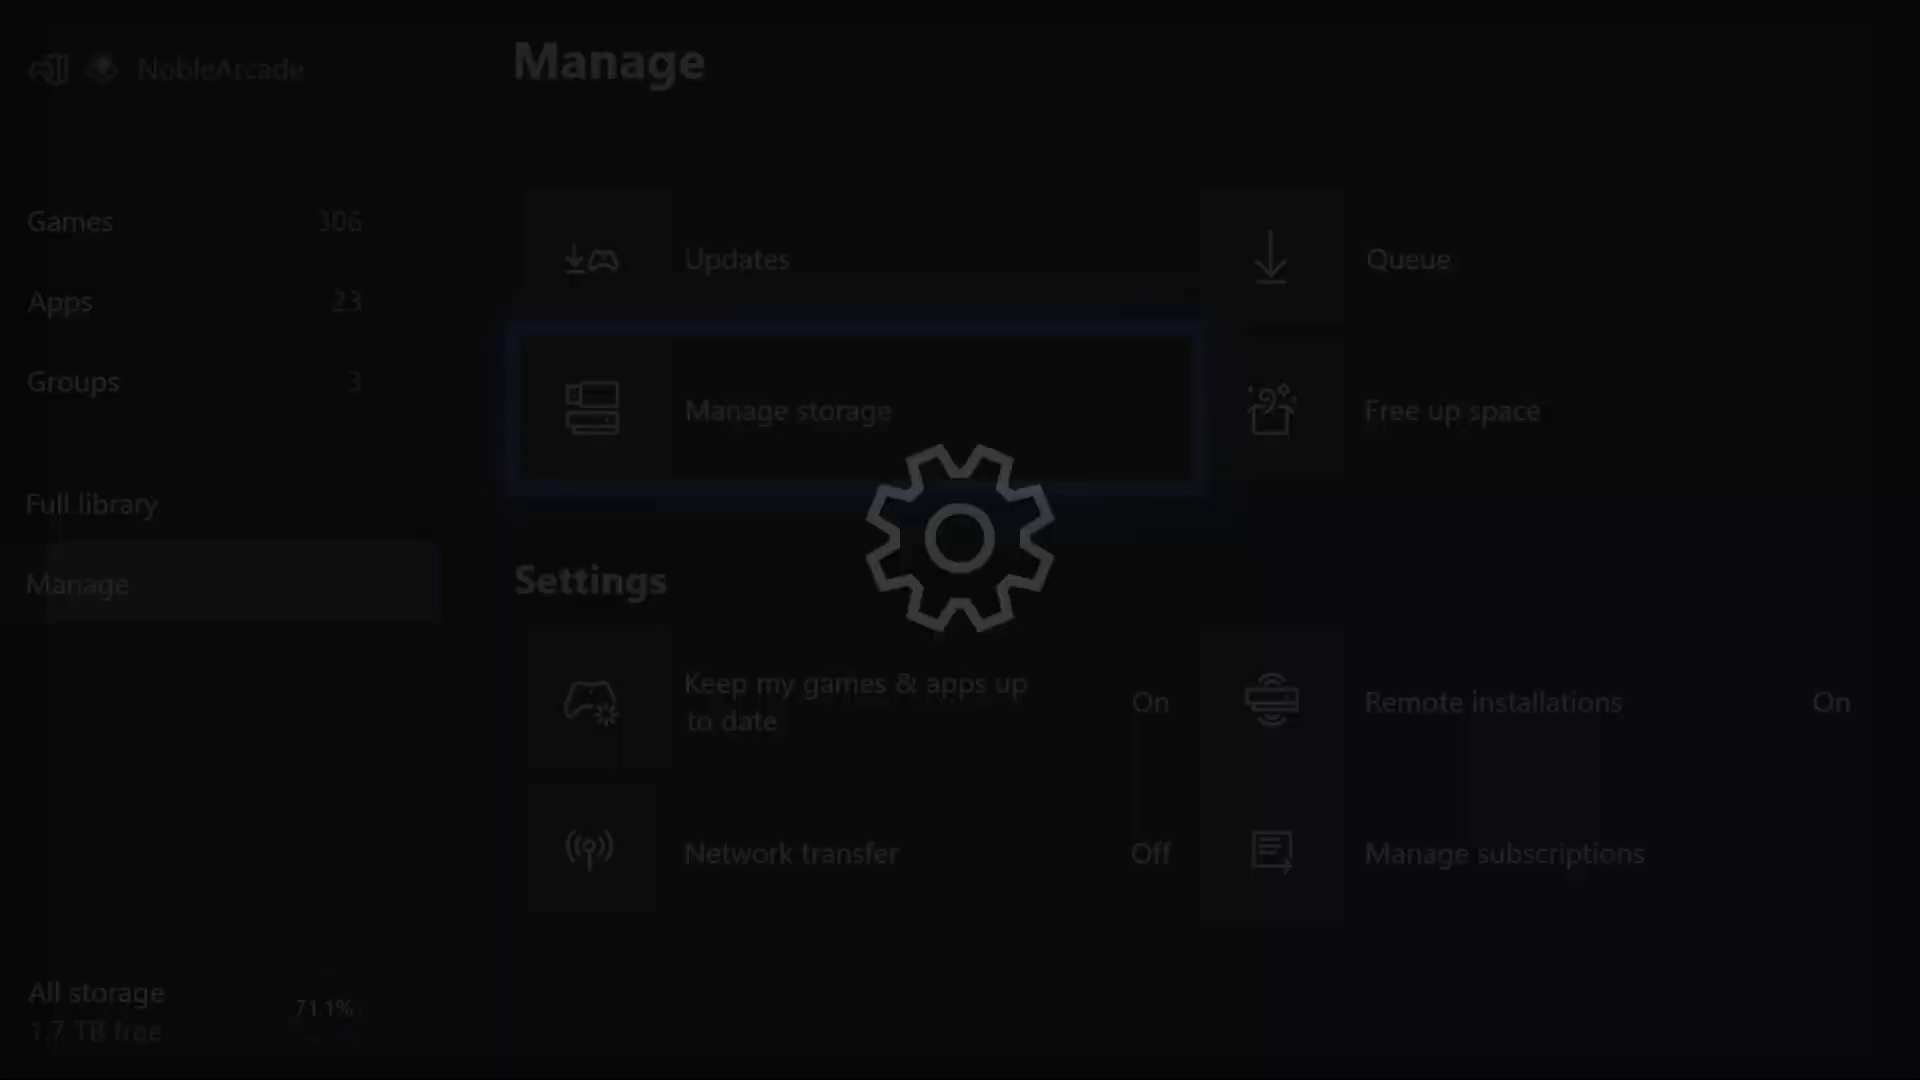 NobleArcade
Manage
Games 306
Apps 23
Groups 3
Full library
Manage
Updates
Queue
Manage storage
Free up space
Settings
Keep my games & apps up
to date
On
Remote installations
On
Network transfer
Off
Manage subscriptions
All storage
1.7 TB free
71.1%